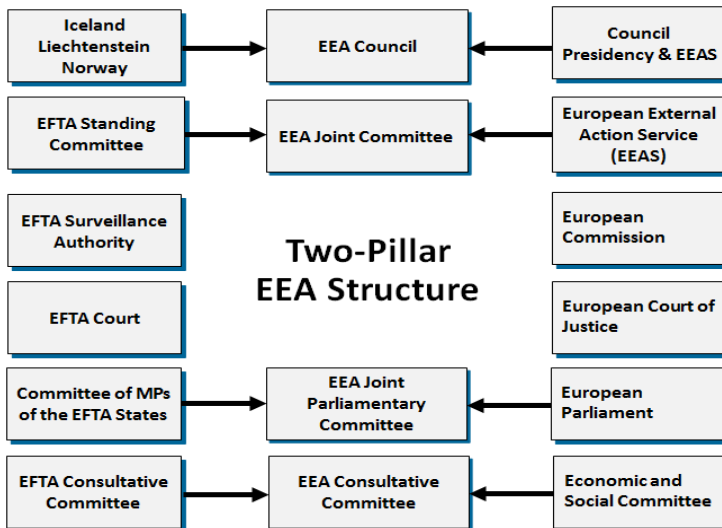 Iceland
Liechtenstein
Norway
EEA Council
Council
Presidency & EEAS
EFTA Standing
Committee
EEA Joint Committee
European External
Action Service
(EEAS)
EFTA Surveillance
Authority
European
Commission
Two-Pillar
EEA Structure
EFTA Court
European Court of
Justice
Committee of MPs
of the EFTA States
EEA Joint
Parliamentary
Committee
European
Parliament
EFTA Consultative
Committee
EEA Consultative
Committee
Economic and
Social Committee